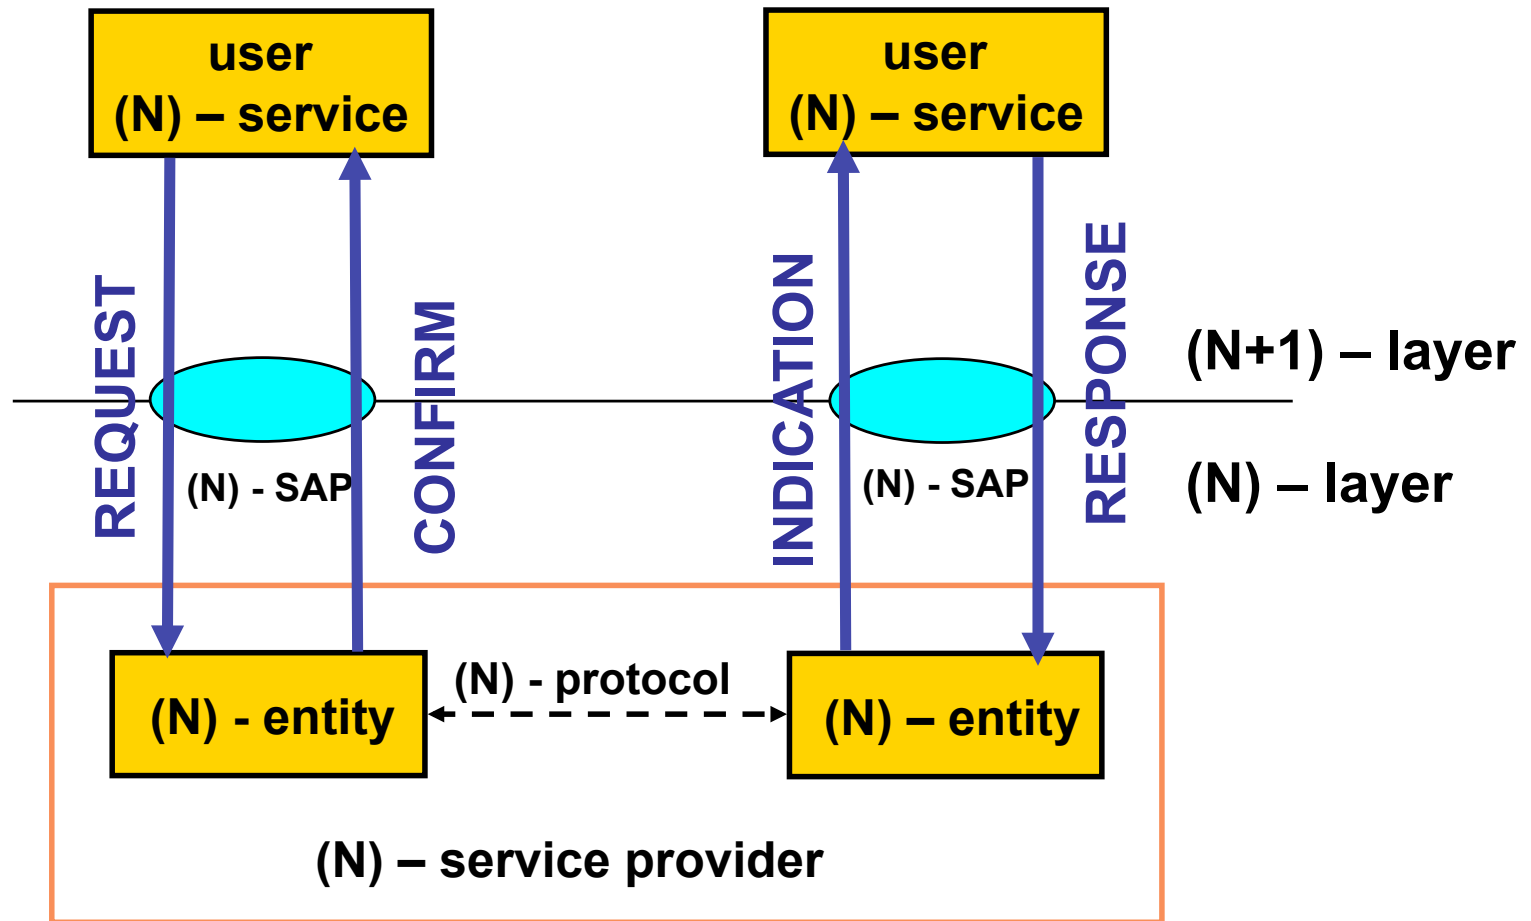 user
(N) – service
user
(N) – service
REQUEST
CONFIRM
INDICATION
RESPONSE
(N+1) – layer
(N) - SAP
(N) - SAP
(N) – layer
(N) - entity
(N) - protocol
(N) – entity
(N) – service provider